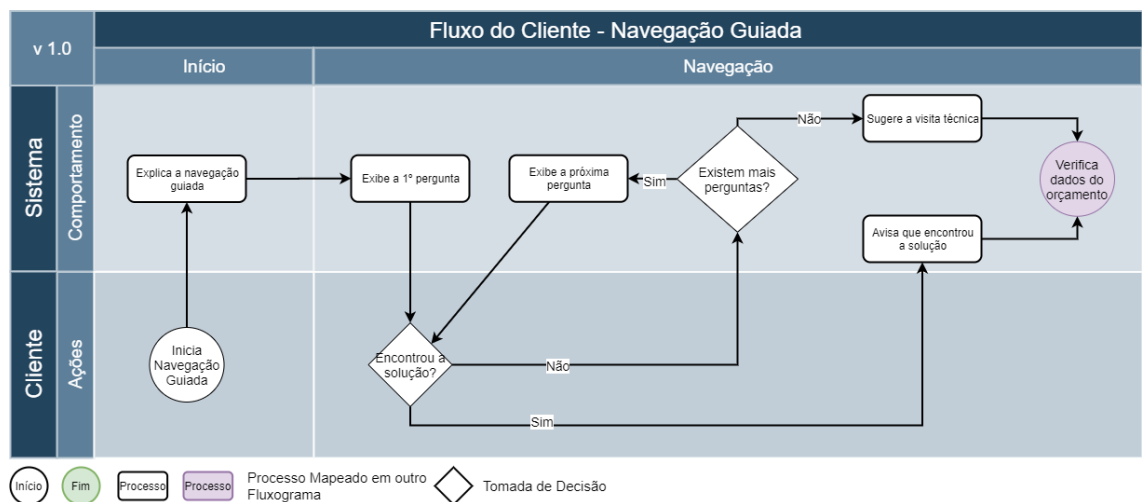 v 1.0
Fluxo do Cliente - Navegação Guiada
Início
Navegação
Sistema
Comportamento
Explica a navegação
guiada
Exibe a 1º pergunta
Exibe a próxima
pergunta
Sim
Existem mais
perguntas?
Não
Sugere a visita técnica
Verifica
dados do
orçamento
Avisa que encontrou
a solução
Cliente
Ações
Inicia
Navegação
Guiada
Encontrou a
solução?
Não
Sim
Início
Fim
Processo
Processo
Processo Mapeado em outro
Fluxograma
Tomada de Decisão